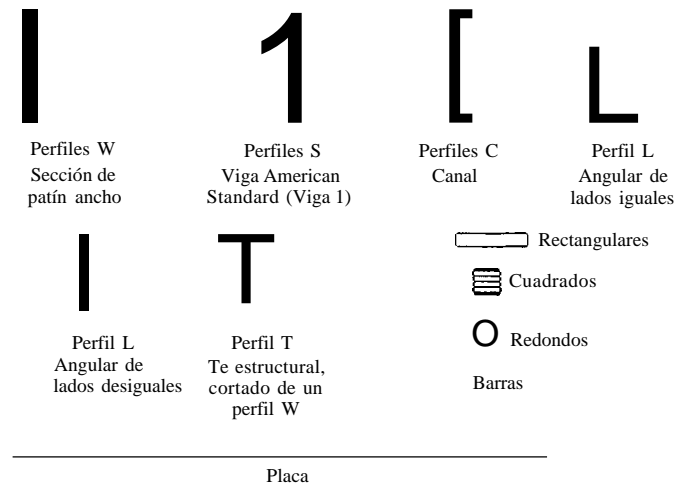 Perfiles W
Sección de
patín ancho
Perfiles S
Viga American
Standard (Viga 1)
Perfiles C
Canal
Perfil L
Angular de
lados iguales
Perfil L
Angular de
lados desiguales
Perfil T
Te estructural,
cortado de un
perfil W
Rectangulares
Cuadrados
Redondos
Barras
Placa